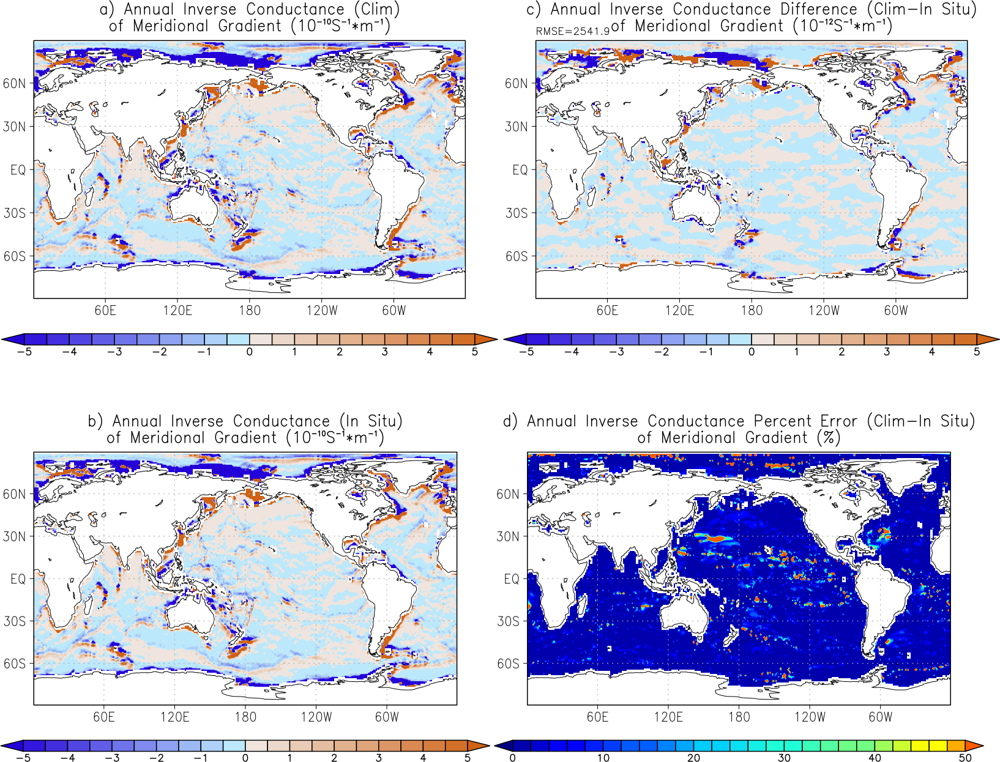 a) Annual Inverse Conductance (Clim)
of Meridional Gradient (10⁻¹⁰S⁻¹*m⁻¹)
60N
30N
EQ
30S
60S
60E 120E 180 120W 60W
−5 −4 −3 −2 −1 0 1 2 3 4 5
c) Annual Inverse Conductance Difference (Clim−In Situ)
RMSE=2541.9 of Meridional Gradient (10⁻¹²S⁻¹*m⁻¹)
60N
30N
EQ
30S
60S
60E 120E 180 120W 60W
−5 −4 −3 −2 −1 0 1 2 3 4 5
b) Annual Inverse Conductance (In Situ)
of Meridional Gradient (10⁻¹⁰S⁻¹*m⁻¹)
60N
30N
EQ
30S
60S
60E 120E 180 120W 60W
−5 −4 −3 −2 −1 0 1 2 3 4 5
d) Annual Inverse Conductance Percent Error (Clim−In Situ)
of Meridional Gradient (%)
60N
30N
EQ
30S
60S
60E 120E 180 120W 60W
0 10 20 30 40 50